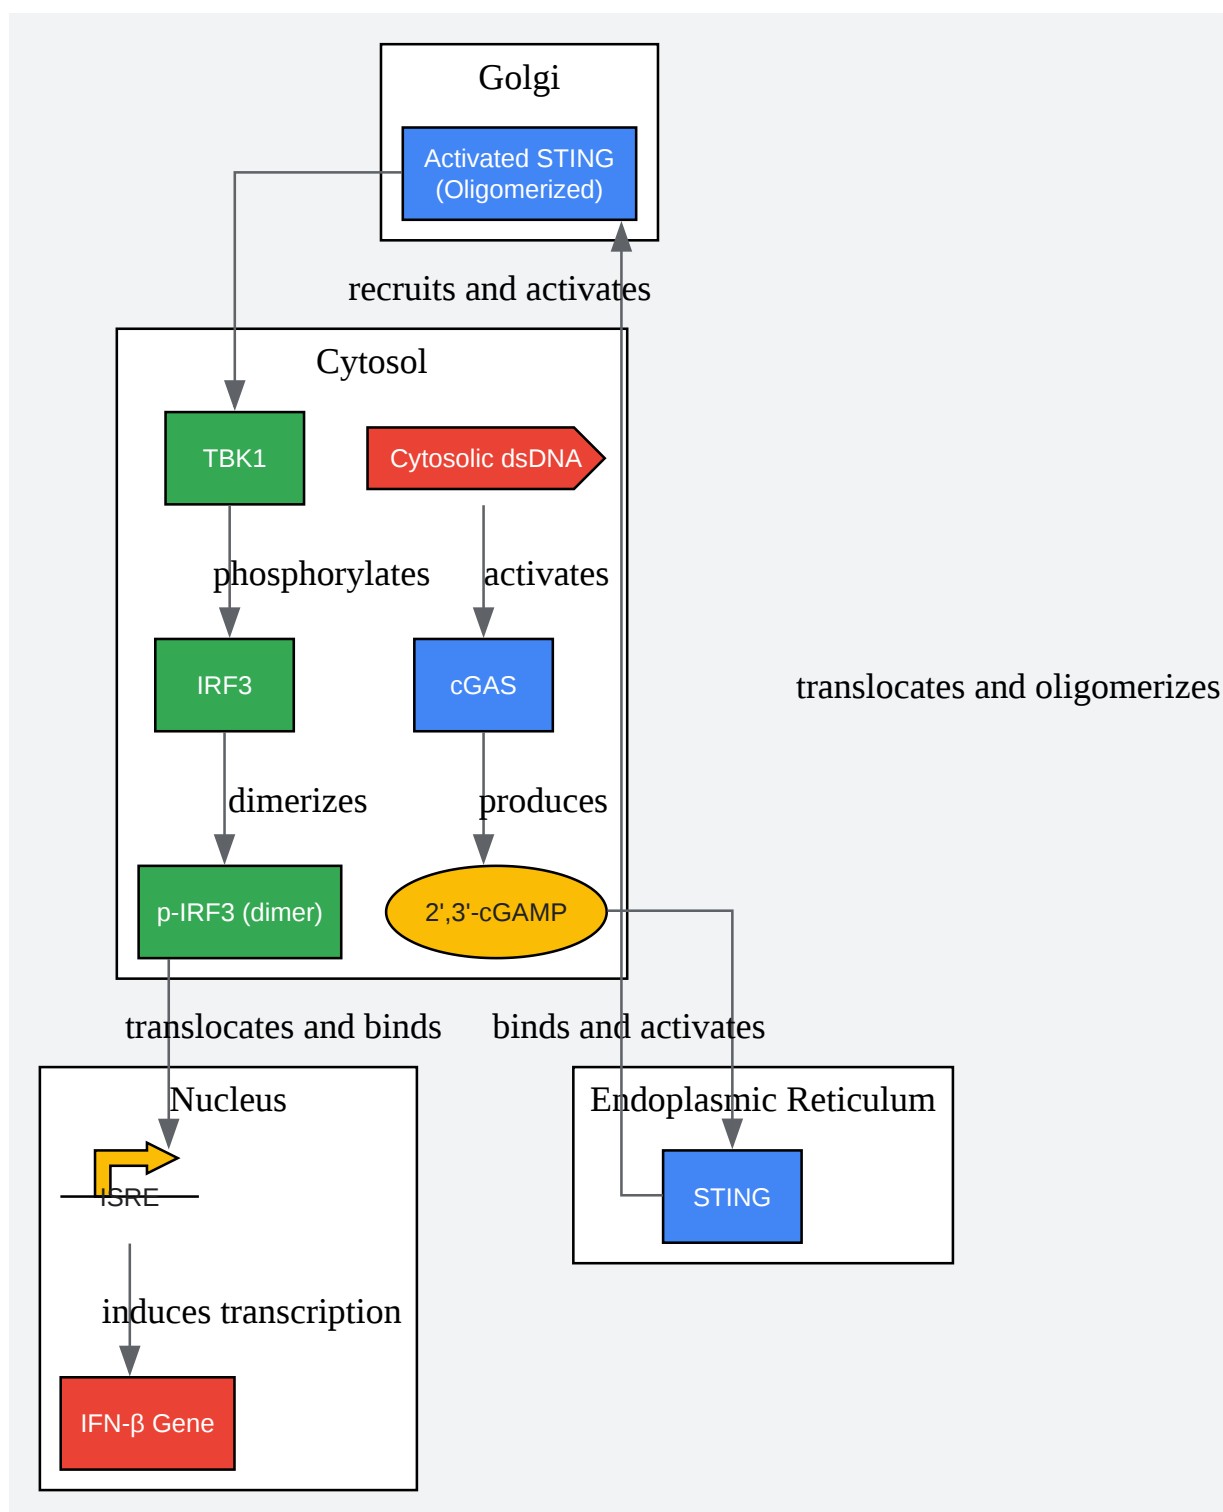 Golgi
Activated STING
(Oligomerized)
recruits and activates
Cytosol
TBK1
Cytosolic dsDNA
phosphorylates
activates
IRF3
cGAS
translocates and oligomerizes
dimerizes
produces
p-IRF3 (dimer)
2',3'-cGAMP
translocates and binds
binds and activates
Nucleus
Endoplasmic Reticulum
ISRE
STING
induces transcription
IFN-β Gene